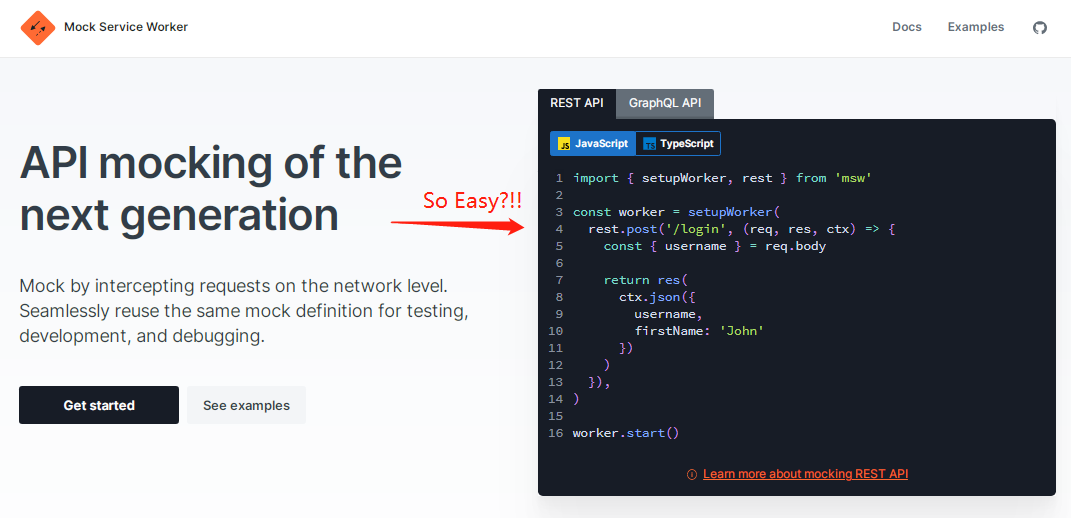 Mock Service Worker
Docs
Examples
API mocking of the
next generation
So Easy?!!
Mock by intercepting requests on the network level.
Seamlessly reuse the same mock definition for testing,
development, and debugging.
Get started
See examples
REST API
GraphQL API
JS JavaScript
TS TypeScript
1 import { setupWorker, rest } from 'msw'
2
3 const worker = setupWorker(
4   rest.post('/login', (req, res, ctx) => {
5     const { username } = req.body
6
7     return res(
8       ctx.json({
9         username,
10         firstName: 'John'
11       })
12     )
13   }),
14 )
15
16 worker.start()
Learn more about mocking REST API